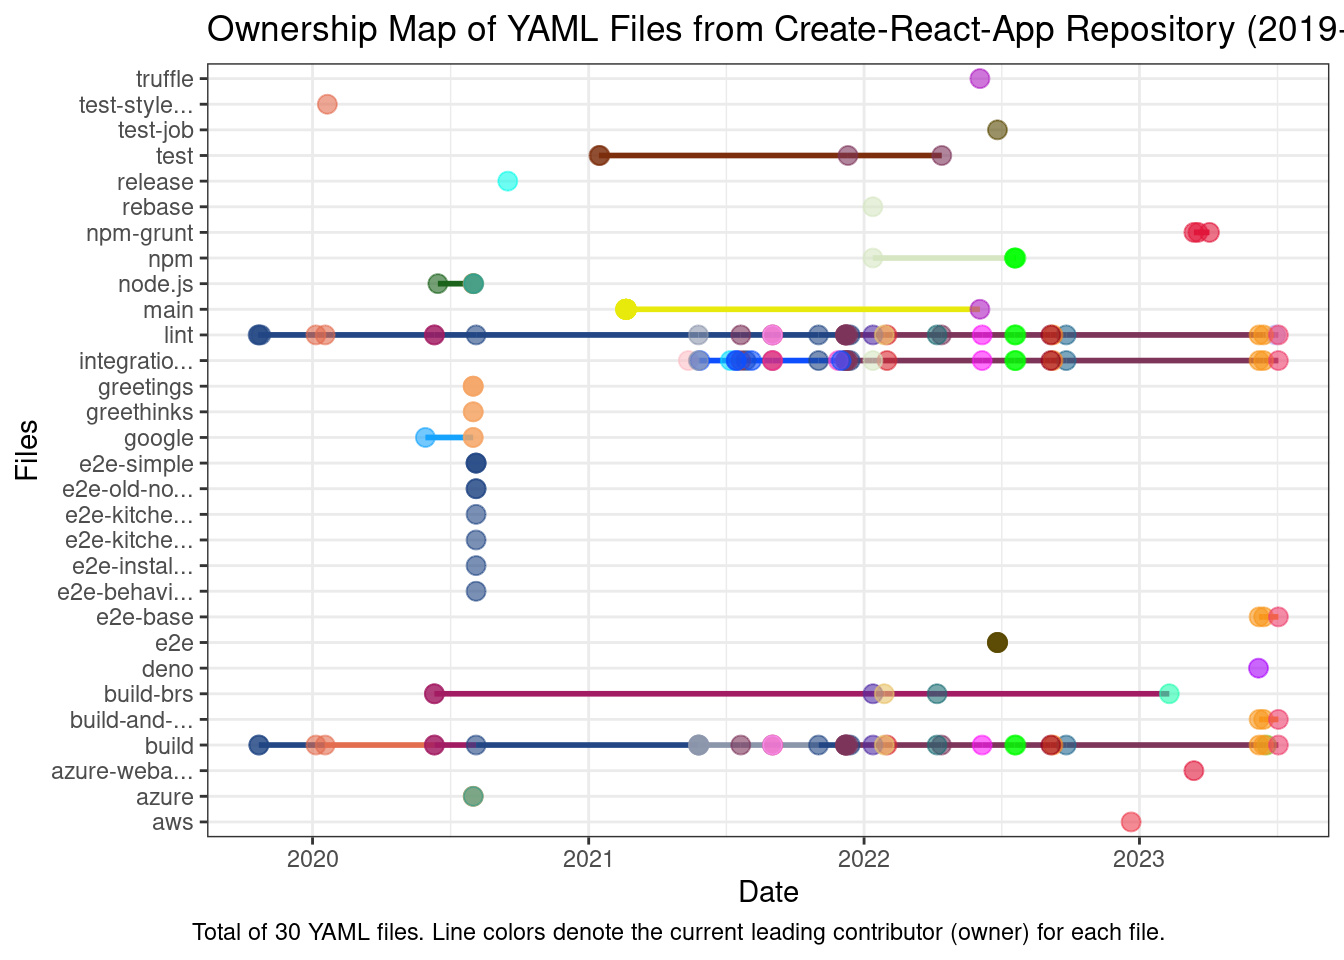 Ownership Map of YAML Files from Create-React-App Repository (2019-
truffle
test-style...
test-job
test
release
rebase
npm-grunt
npm
node.js
main
lint
integratio...
greetings
greethinks
google
e2e-simple
e2e-old-no...
e2e-kitche...
e2e-kitche...
e2e-instal...
e2e-behavi...
e2e-base
e2e
deno
build-brs
build-and-...
build
azure-weba...
azure
aws
Files
2020 2021 2022 2023
Date
Total of 30 YAML files. Line colors denote the current leading contributor (owner) for each file.